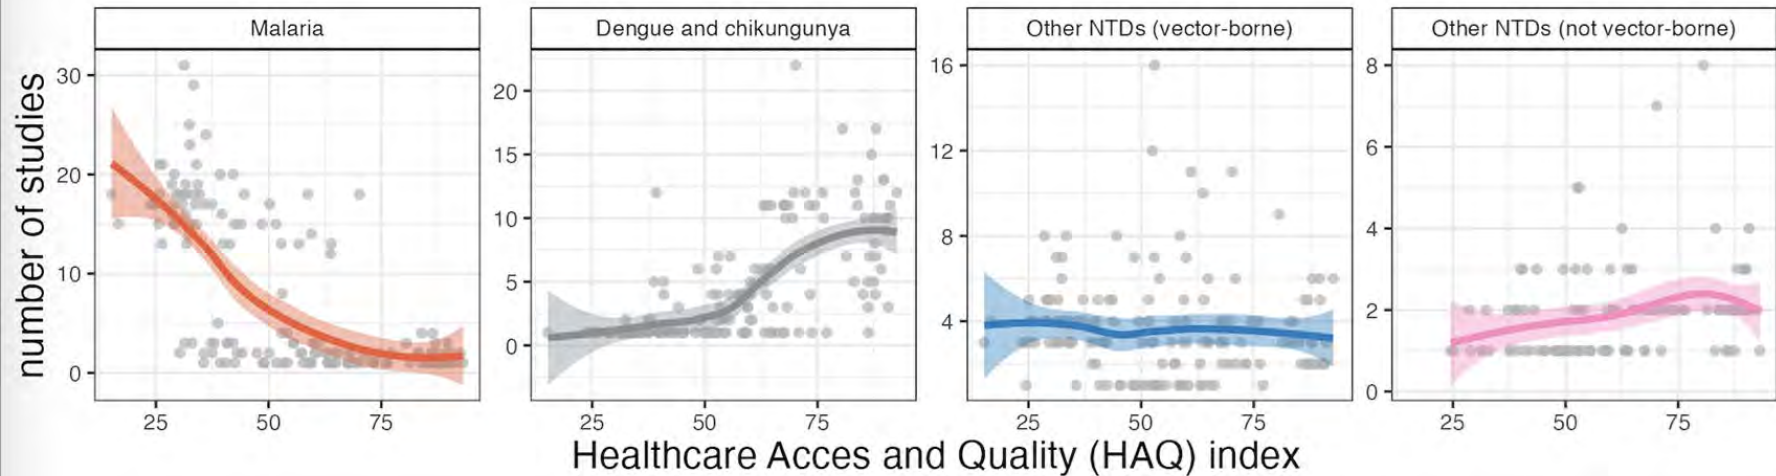 Malaria
Dengue and chikungunya
Other NTDs (vector-borne)
Other NTDs (not vector-borne)
number of studies
30
20
10
0
25 50 75
20
15
10
5
0
25 50 75
16
12
8
4
25 50 75
8
6
4
2
0
25 50 75
Healthcare Acces and Quality (HAQ) index